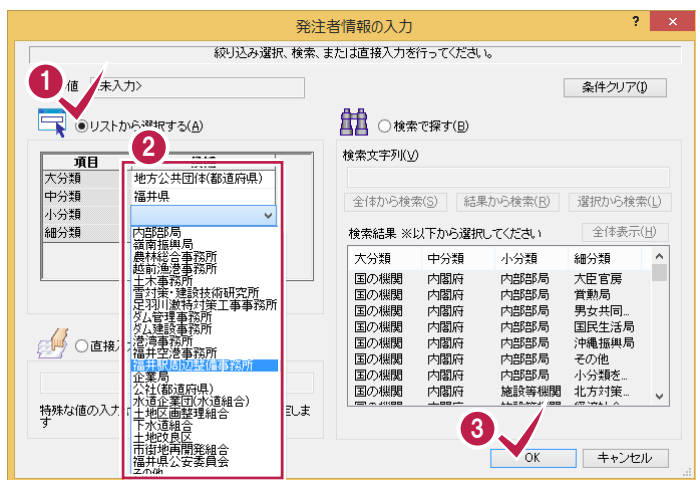 発注者情報の入力
?
×
絞り込み選択、検索、または直接入力を行ってください。
1
値
<未入力>
条件クリア(I)
リストから選択する(A)
検索で探す(B)
2
検索文字列(V)
項目
大分類
地方公共団体(都道府県)
中分類
福井県
小分類
細分類
全体から検索(S)
結果から検索(R)
選択から検索(L)
検索結果 ※以下から選択してください
全体表示(H)
内部部局
嶺南振興局
農林総合事務所
越前漁港事務所
土木事務所
雪対策・建設技術研究所
足羽川激特対策工事事務所
ダム管理事務所
ダム建設事務所
港湾事務所
福井空港事務所
福井駅周辺整備事務所
企業局
公社(都道府県)
水道企業団(水道組合)
土地区画整理組合
下水道組合
土地改良区
市街地再開発組合
福井県公安委員会
その他
大分類 中分類 小分類 細分類
国の機関 内閣府 内部部局 大臣官房
国の機関 内閣府 内部部局 賞勲局
国の機関 内閣府 内部部局 男女共同...
国の機関 内閣府 内部部局 国民生活局
国の機関 内閣府 内部部局 沖縄振興局
国の機関 内閣府 内部部局 その他
国の機関 内閣府 内部部局 小分類を...
国の機関 内閣府 施設等機関 北方対策...
直接入
特殊な値の入力
しま
す
3
OK
キャンセル